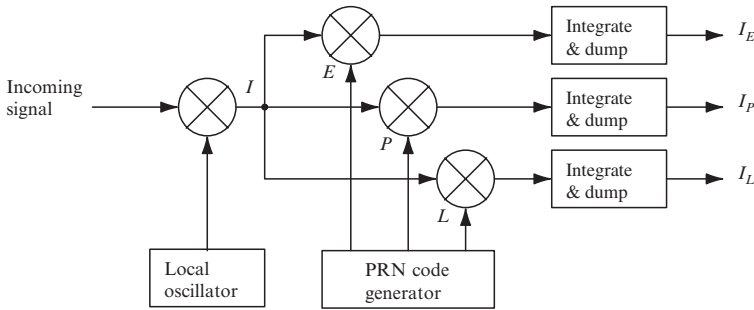 Integrate
& dump
I_E
E
Incoming
signal
I
Integrate
& dump
I_P
P
Integrate
& dump
I_L
L
Local
oscillator
PRN code
generator